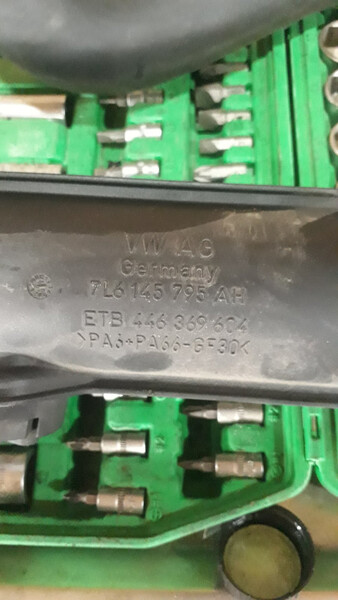 VW AG
Germany
7L6 145 795 AH
ETB 446 369 604
>PA6+PA66-GF30<